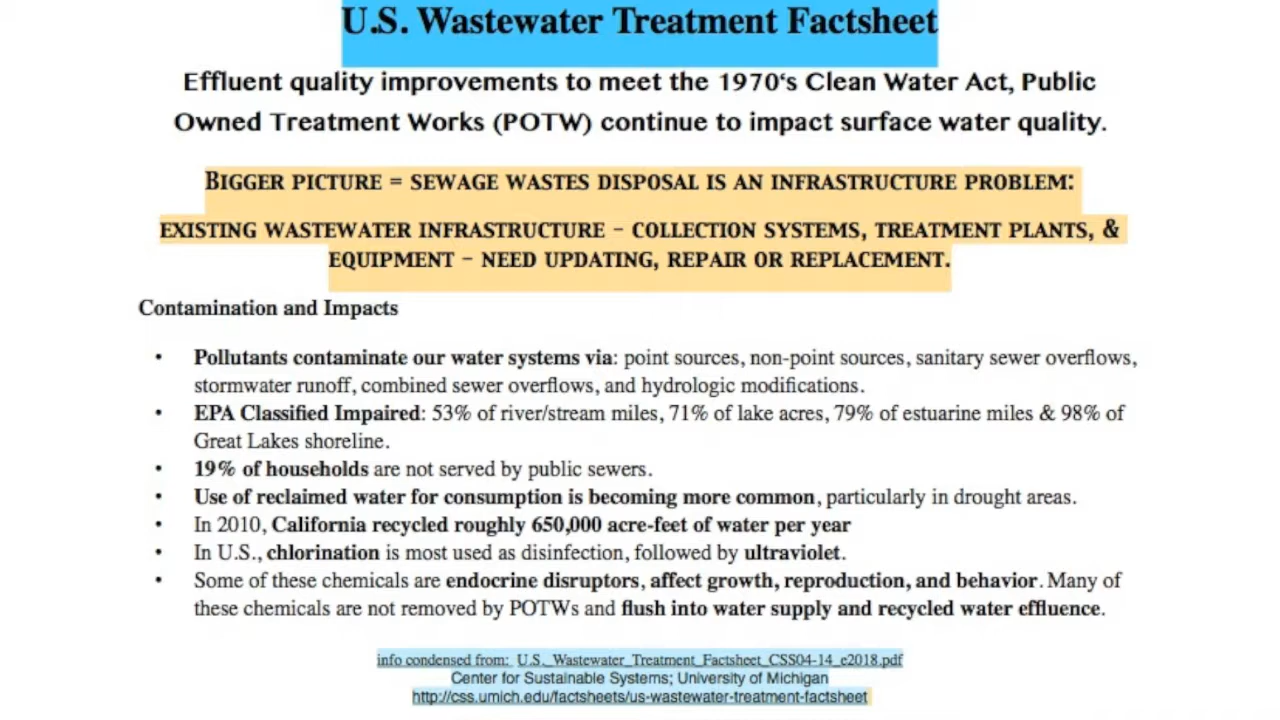 U.S. Wastewater Treatment Factsheet
Effluent quality improvements to meet the 1970‘s Clean Water Act, Public
Owned Treatment Works (POTW) continue to impact surface water quality.
BIGGER PICTURE = SEWAGE WASTES DISPOSAL IS AN INFRASTRUCTURE PROBLEM:
EXISTING WASTEWATER INFRASTRUCTURE – COLLECTION SYSTEMS, TREATMENT PLANTS, &
EQUIPMENT – NEED UPDATING, REPAIR OR REPLACEMENT.
Contamination and Impacts
• Pollutants contaminate our water systems via: point sources, non-point sources, sanitary sewer overflows,
stormwater runoff, combined sewer overflows, and hydrologic modifications.
• EPA Classified Impaired: 53% of river/stream miles, 71% of lake acres, 79% of estuarine miles & 98% of
Great Lakes shoreline.
• 19% of households are not served by public sewers.
• Use of reclaimed water for consumption is becoming more common, particularly in drought areas.
• In 2010, California recycled roughly 650,000 acre-feet of water per year
• In U.S., chlorination is most used as disinfection, followed by ultraviolet.
• Some of these chemicals are endocrine disruptors, affect growth, reproduction, and behavior. Many of
these chemicals are not removed by POTWs and flush into water supply and recycled water effluence.
info condensed from: U.S._Wastewater_Treatment_Factsheet_CSS04-14_e2018.pdf
Center for Sustainable Systems; University of Michigan
http://css.umich.edu/factsheets/us-wastewater-treatment-factsheet